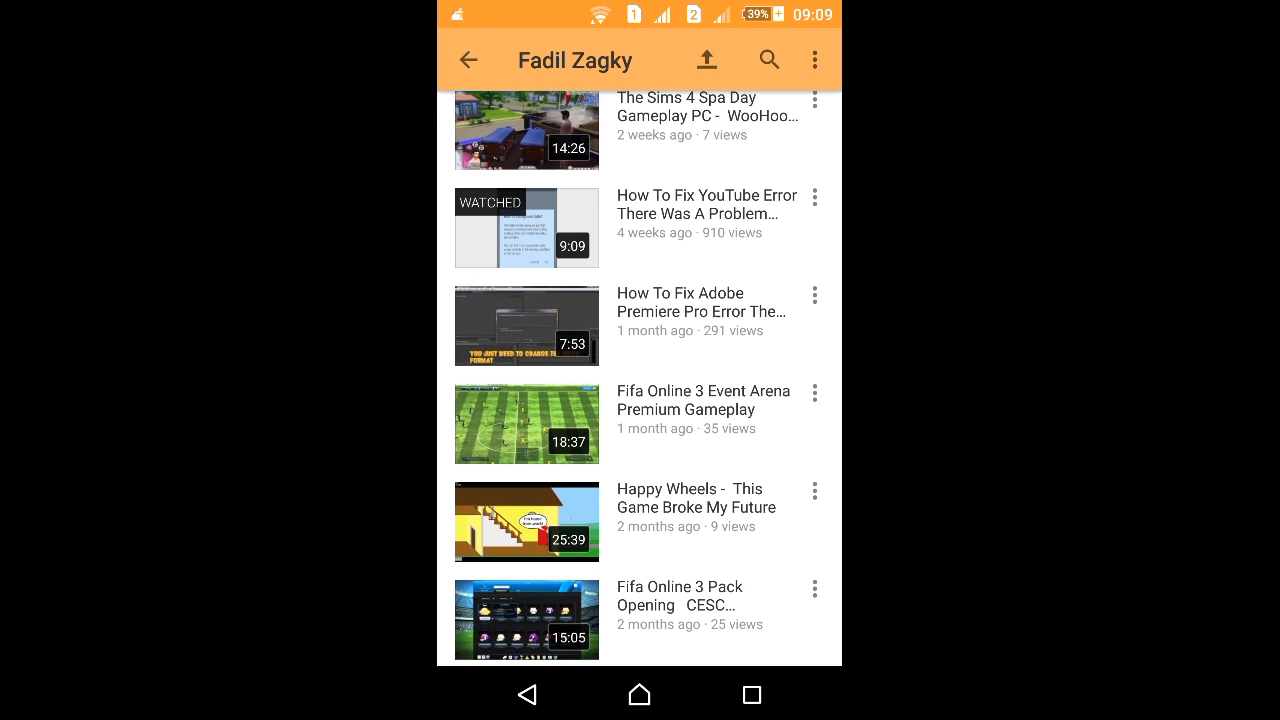 1
2
39%
09:09
Fadil Zagky
The Sims 4 Spa Day
Gameplay PC - WooHoo...
2 weeks ago · 7 views
14:26
WATCHED
How To Fix YouTube Error
There Was A Problem...
4 weeks ago · 910 views
9:09
How To Fix Adobe
Premiere Pro Error The...
1 month ago · 291 views
7:53
YOU JUST NEED TO CHANGE
FORMAT
Fifa Online 3 Event Arena
Premium Gameplay
1 month ago · 35 views
18:37
Happy Wheels - This
Game Broke My Future
2 months ago · 9 views
I'm home
from work!
25:39
Fifa Online 3 Pack
Opening CESC...
2 months ago · 25 views
15:05